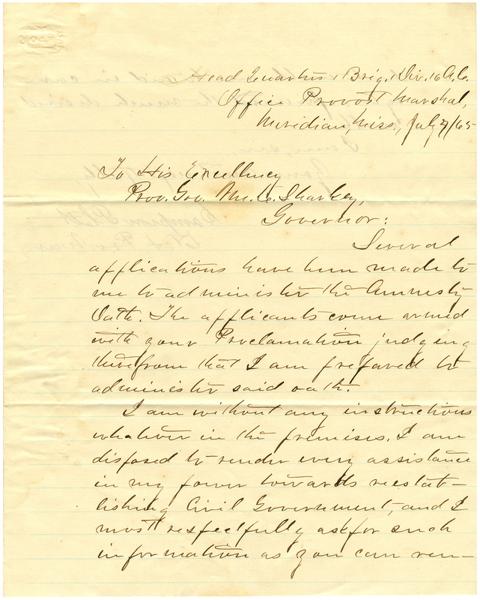 Head Quarters 1 Brig. 1 Div. 16 A.C.
Office Provost Marshal,
Meridian, Miss., July 7/65
To His Excellency
Prov. Gov. Wm. L. Sharkey,
Governor:
Several
applications have been made to
me to administer the Amnesty
Oath. The applicants come armed
with your Proclamation judging
therefrom that I am prepared to
administer said oath.
I am without any instructions
whatever in the premises. I am
disposed to render every assistance
in my power towards reestab-
lishing Civil Government, and I
most respectfully ask for such
information as you can ren-